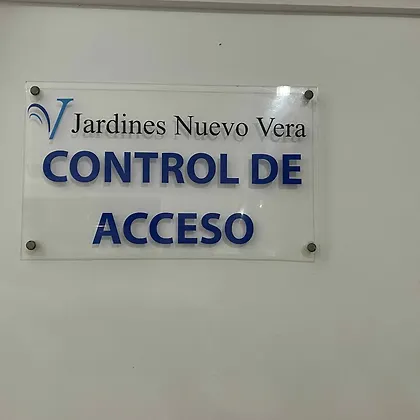 Jardines Nuevo Vera
CONTROL DE
ACCESO